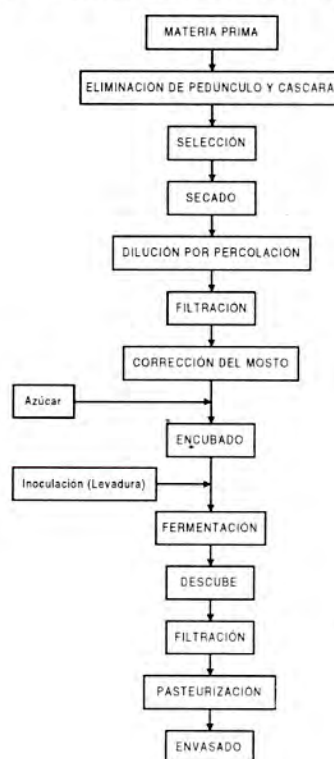 MATERIA PRIMA
ELIMINACIÓN DE PEDÚNCULO Y CASCARA
SELECCIÓN
SECADO
DILUCIÓN POR PERCOLACIÓN
FILTRACIÓN
CORRECCIÓN DEL MOSTO
Azúcar
ENCUBADO
Inoculación (Levadura)
FERMENTACIÓN
DESCUBE
FILTRACIÓN
PASTEURIZACIÓN
ENVASADO